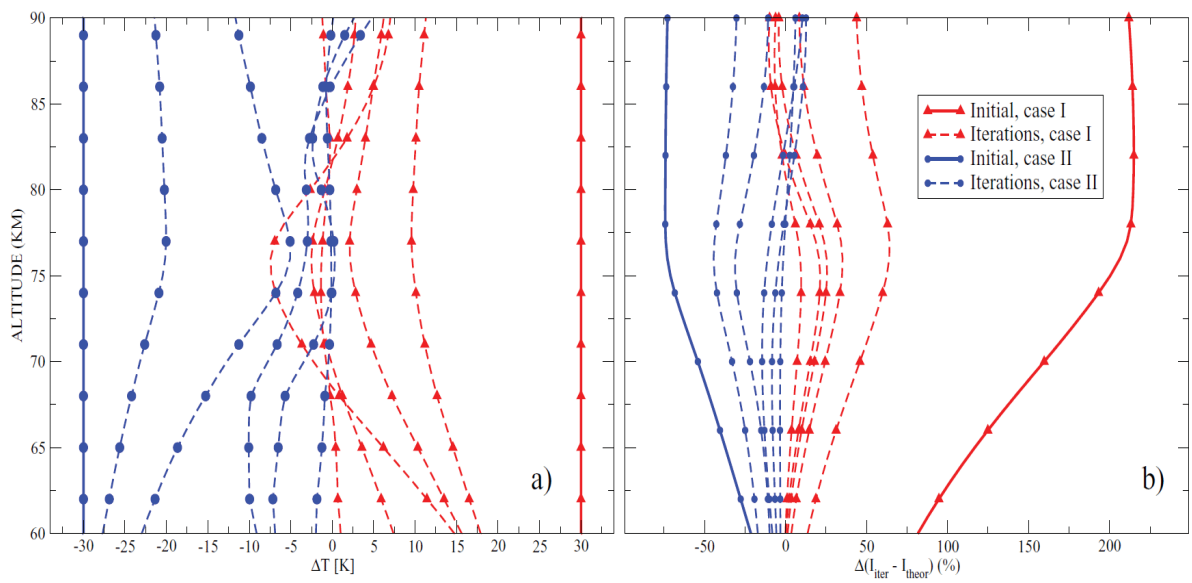 90
85
80
75
70
65
60
ALTITUDE (KM)
-30 -25 -20 -15 -10 -5 0 5 10 15 20 25 30
ΔT [K]
a)
Initial, case I
Iterations, case I
Initial, case II
Iterations, case II
b)
-50 0 50 100 150 200
Δ(I_iter - I_theor) (%)